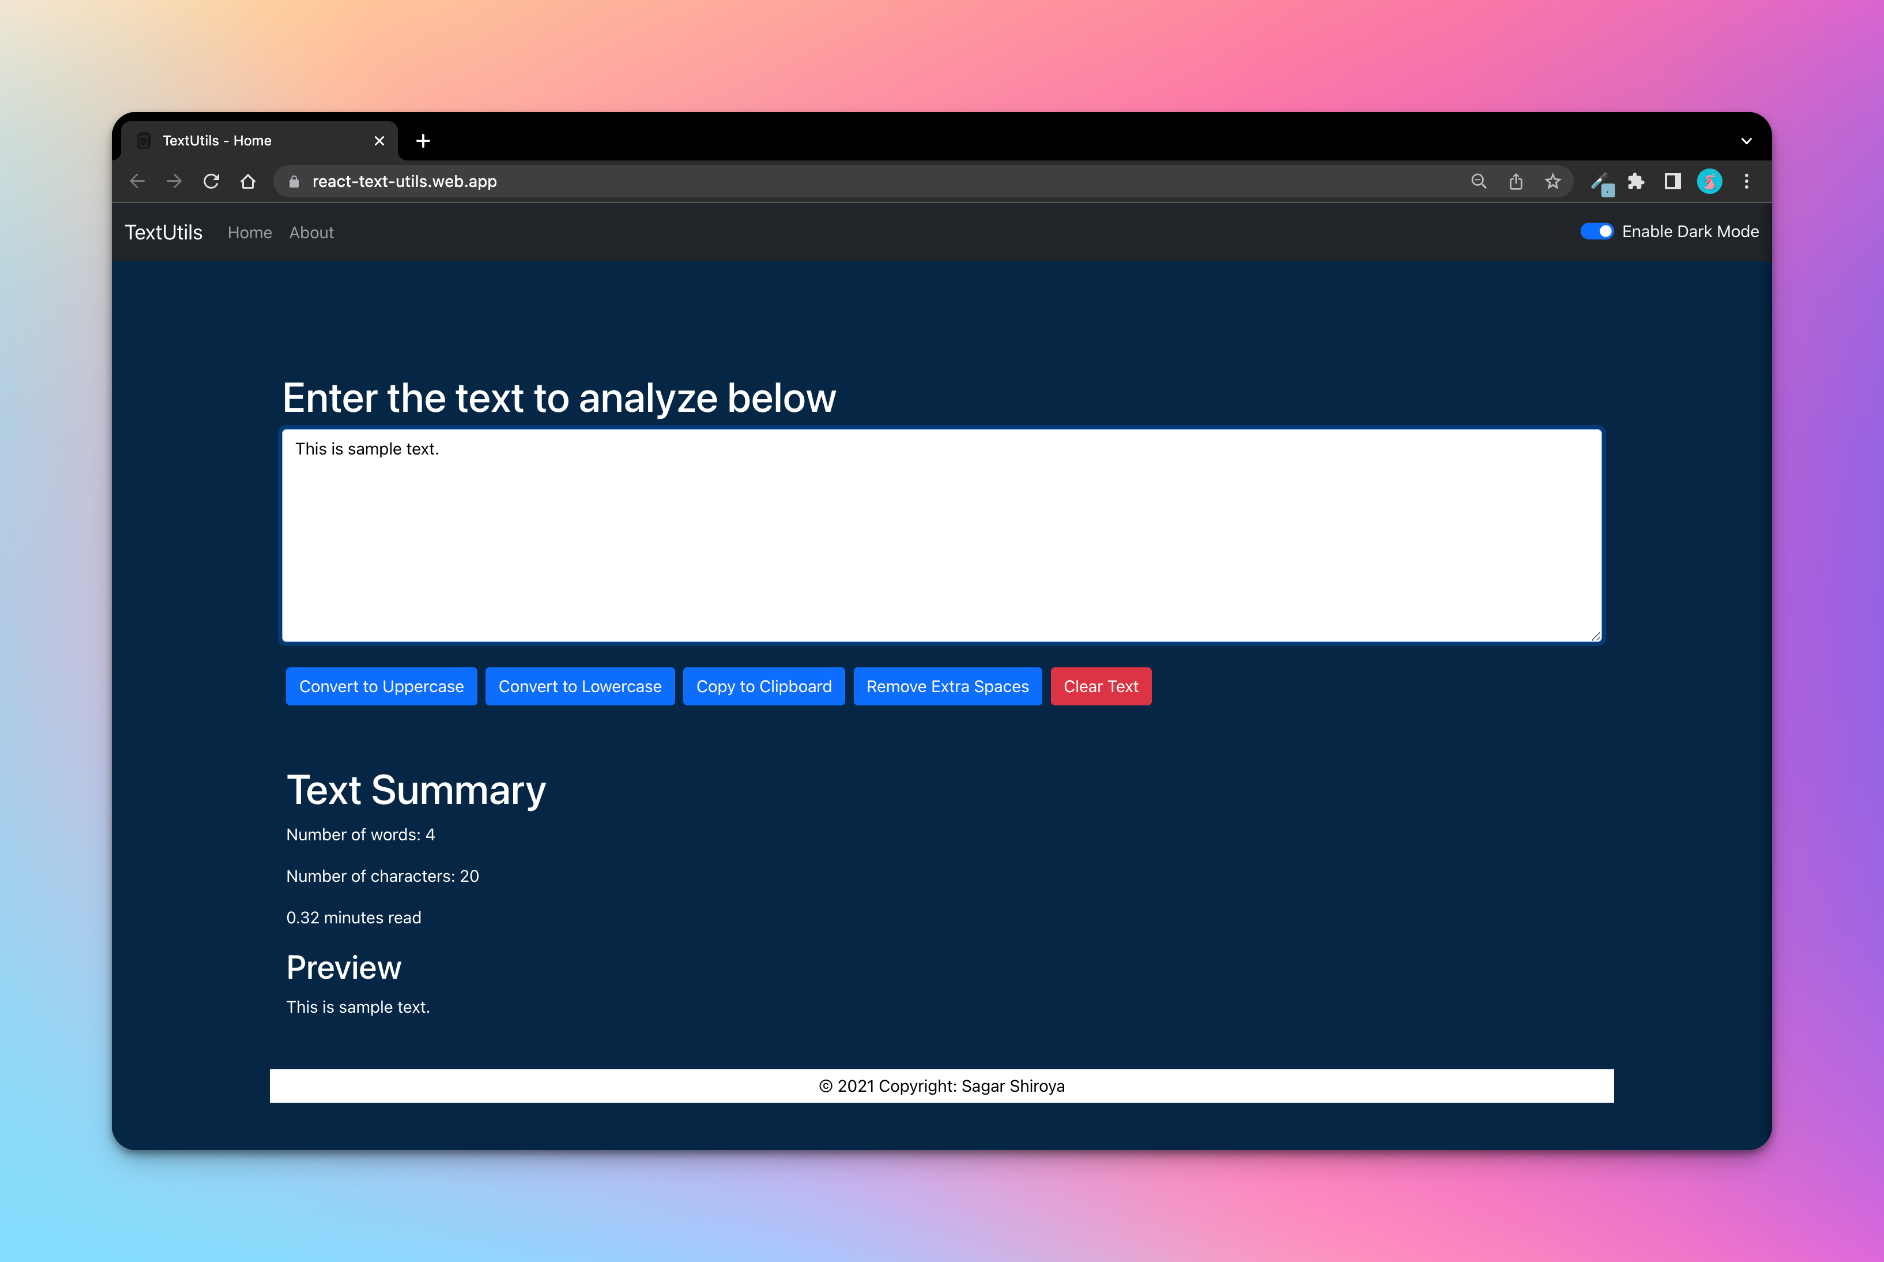 TextUtils - Home
react-text-utils.web.app
TextUtils Home About Enable Dark Mode
Enter the text to analyze below
This is sample text.
Convert to Uppercase Convert to Lowercase Copy to Clipboard Remove Extra Spaces Clear Text
Text Summary
Number of words: 4
Number of characters: 20
0.32 minutes read
Preview
This is sample text.
© 2021 Copyright: Sagar Shiroya